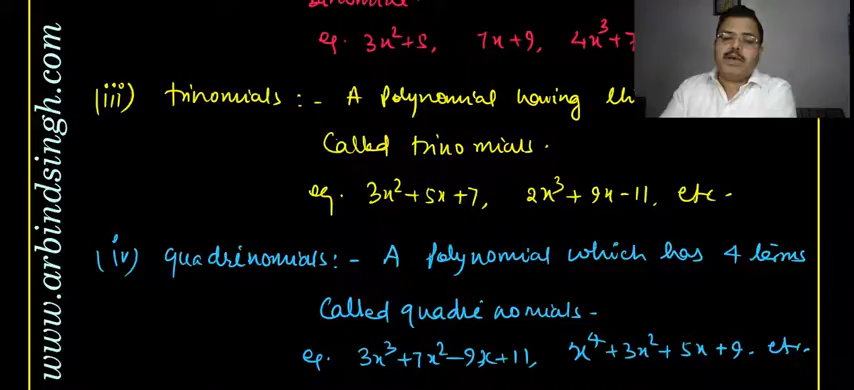 www.arbindsingh.com
eg. 3x²+5, 7x+9, 4x³+7
(iii) trinomials :- A polynomial having
Called trinomials.
eg. 3x²+5x+7, 2x³+9x-11, etc.
(iv) quadrinomials :- A polynomial which has 4 terms
Called quadrinomials-
eg. 3x³+7x²-9x+11, x⁴+3x²+5x+9. etc.